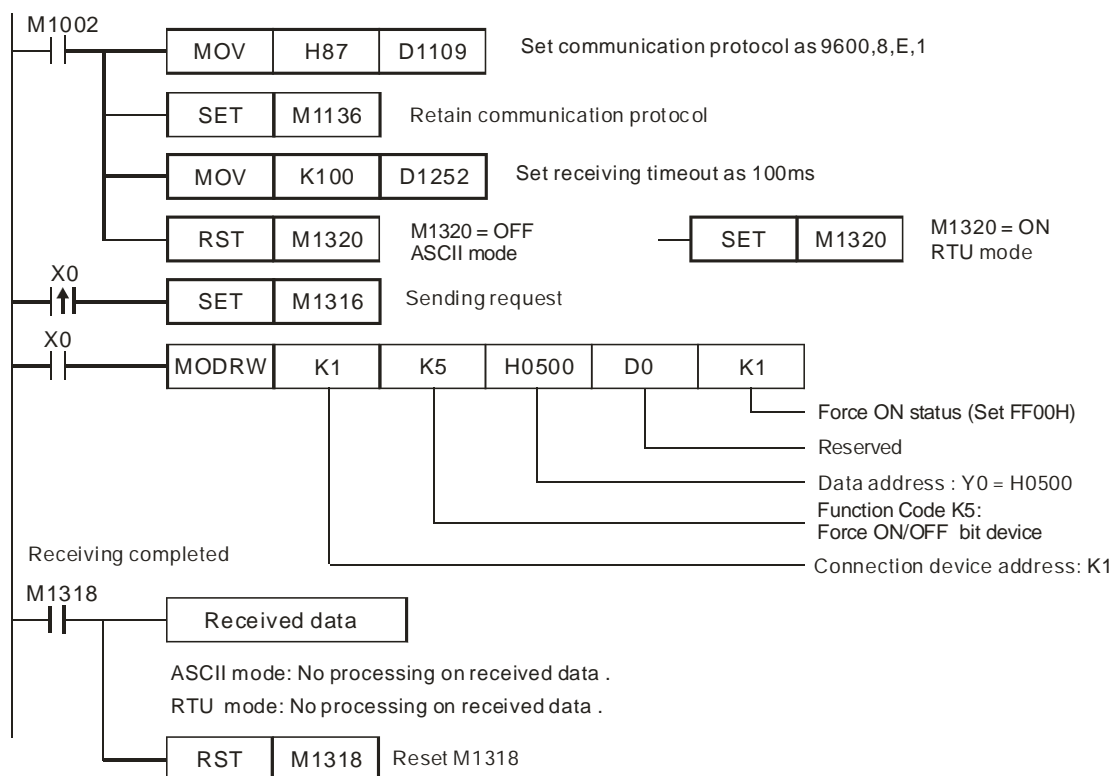 M1002
MOV H87 D1109 Set communication protocol as 9600,8,E,1
SET M1136 Retain communication protocol
MOV K100 D1252 Set receiving timeout as 100ms
RST M1320 M1320 = OFF
ASCII mode
SET M1320 M1320 = ON
RTU mode
X0
SET M1316 Sending request
X0
MODRW K1 K5 H0500 D0 K1
Force ON status (Set FF00H)
Reserved
Data address : Y0 = H0500
Function Code K5:
Force ON/OFF bit device
Connection device address: K1
Receiving completed
M1318
Received data
ASCII mode: No processing on received data .
RTU mode: No processing on received data .
RST M1318 Reset M1318